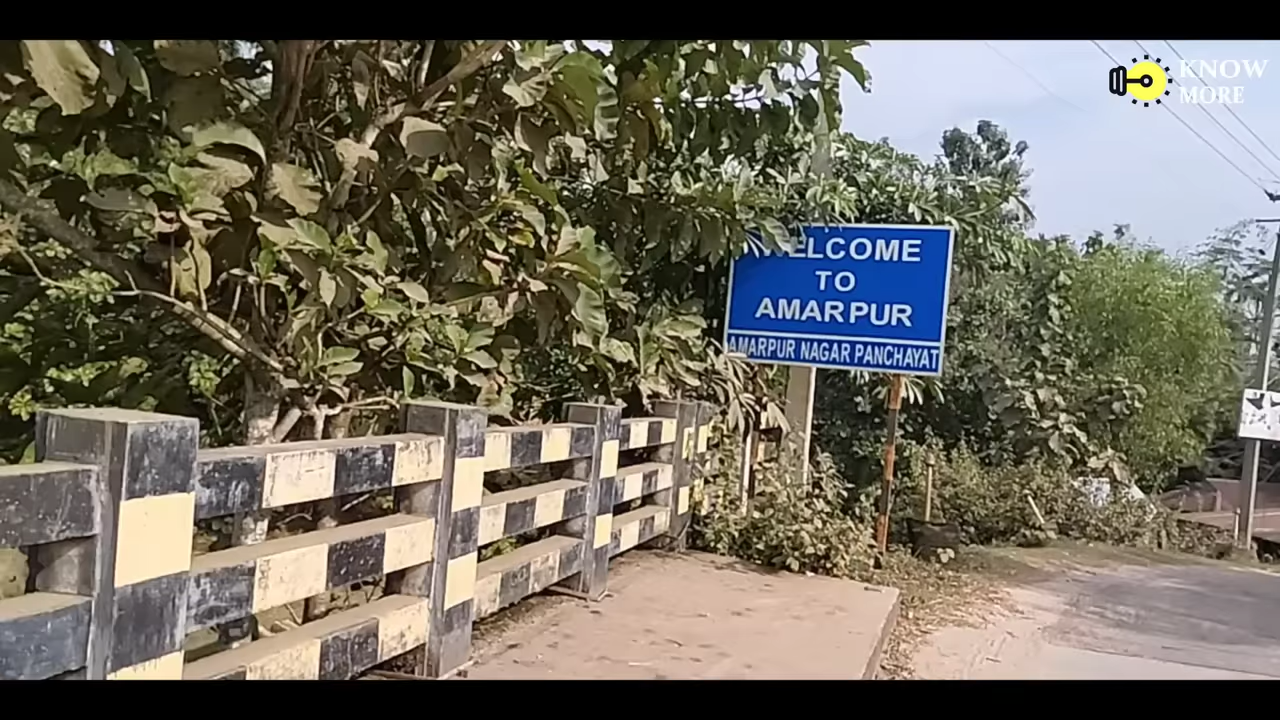 KNOW
MORE
WELCOME
TO
AMARPUR
AMARPUR NAGAR PANCHAYAT